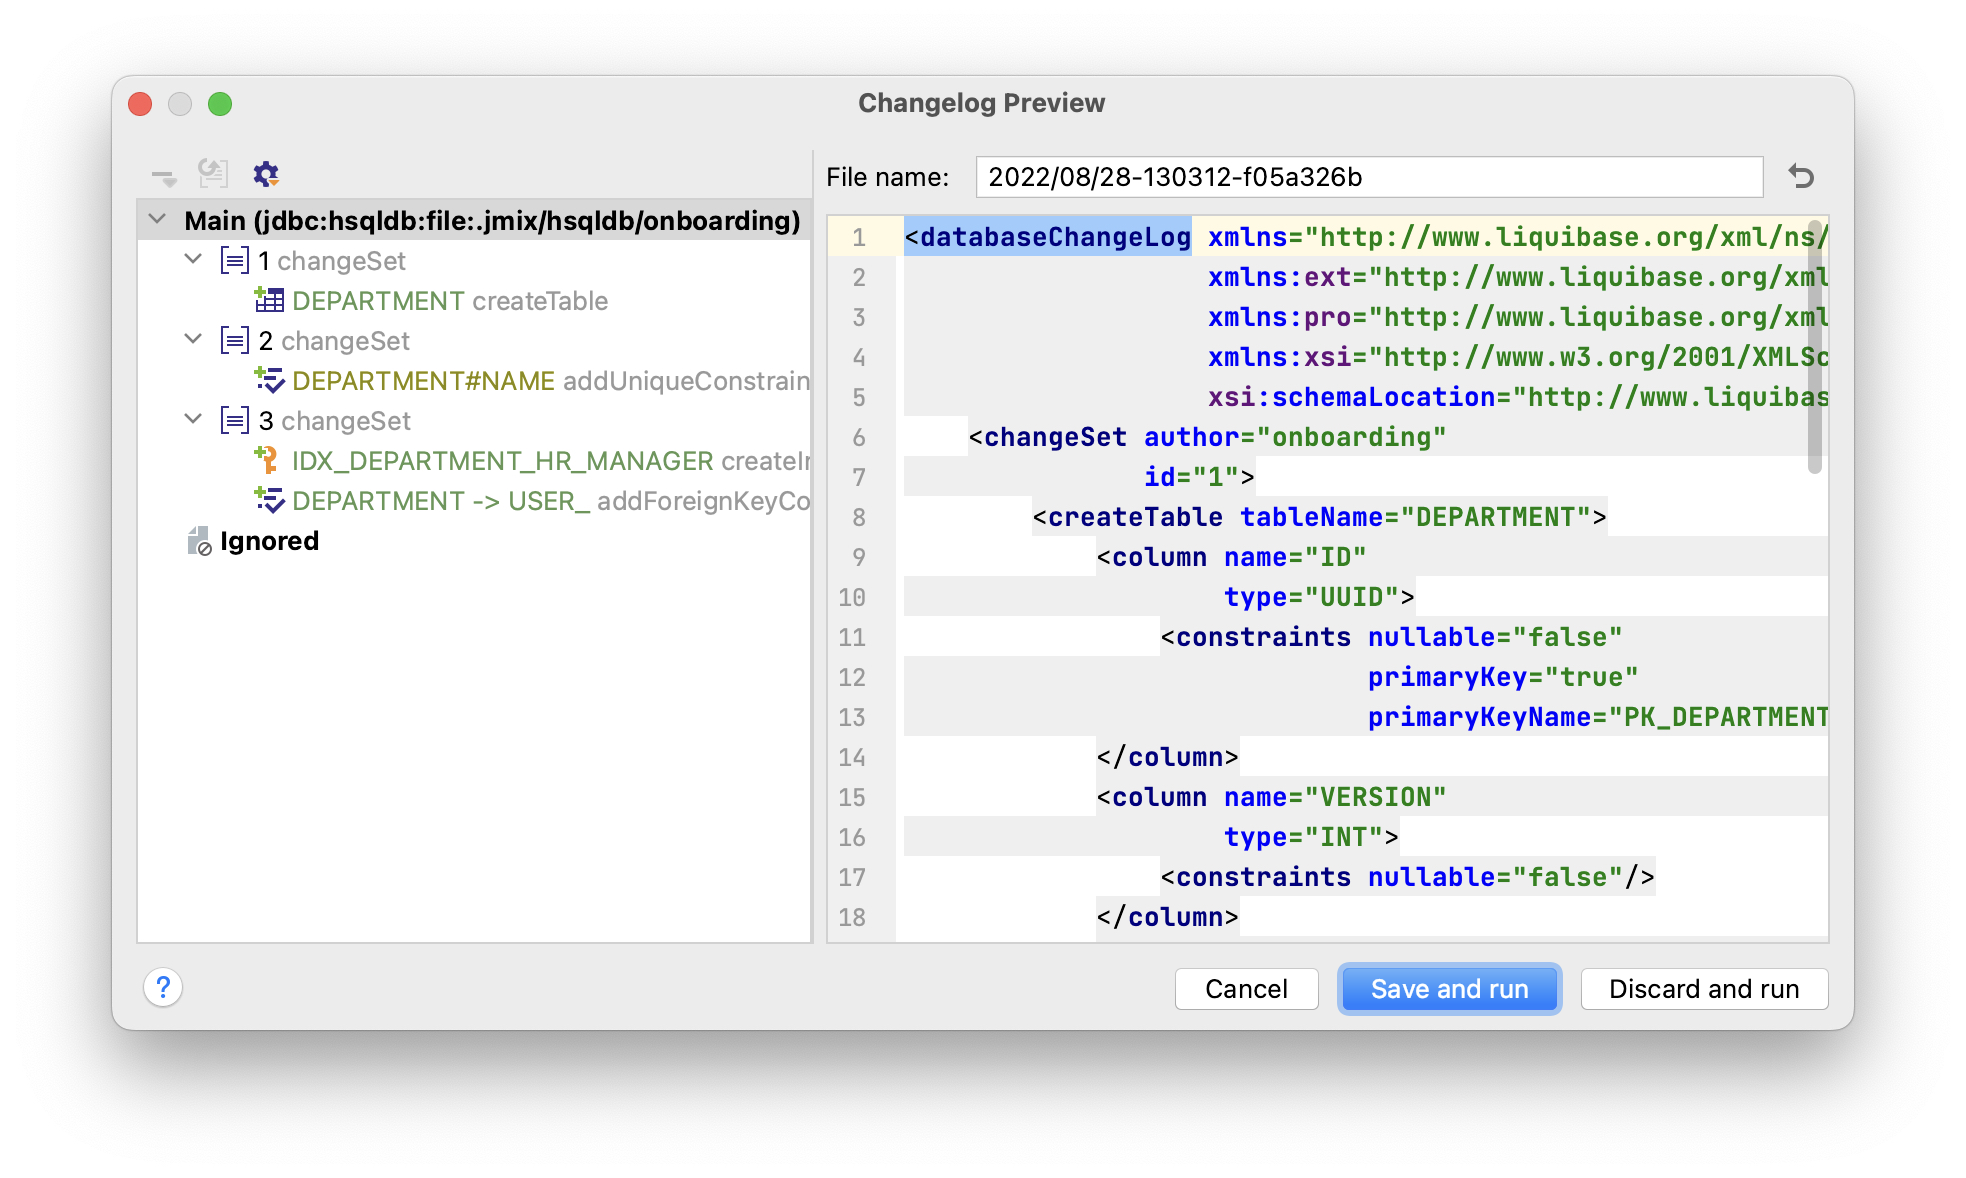 Changelog Preview
File name: 2022/08/28-130312-f05a326b
Main (jdbc:hsqldb:file:.jmix/hsqldb/onboarding)
1 changeSet
DEPARTMENT createTable
2 changeSet
DEPARTMENT#NAME addUniqueConstrain
3 changeSet
IDX_DEPARTMENT_HR_MANAGER createIn
DEPARTMENT -> USER_ addForeignKeyCo
Ignored
1 <databaseChangeLog xmlns="http://www.liquibase.org/xml/ns/
2 xmlns:ext="http://www.liquibase.org/xml
3 xmlns:pro="http://www.liquibase.org/xml
4 xmlns:xsi="http://www.w3.org/2001/XMLSc
5 xsi:schemaLocation="http://www.liquibas
6 <changeSet author="onboarding"
7 id="1">
8 <createTable tableName="DEPARTMENT">
9 <column name="ID"
10 type="UUID">
11 <constraints nullable="false"
12 primaryKey="true"
13 primaryKeyName="PK_DEPARTMENT
14 </column>
15 <column name="VERSION"
16 type="INT">
17 <constraints nullable="false"/>
18 </column>
?
Cancel
Save and run
Discard and run